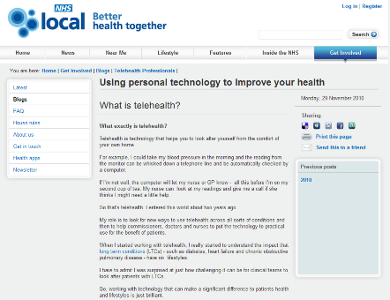 NHS
local
Better
health together
Log in | Register
Search
Home
News
Near Me
Lifestyle
Features
Inside the NHS
Get Involved
You are here: Home | Get Involved | Blogs | Telehealth Professionals |
Latest
Blogs
FAQ
House rules
About us
Get in touch
Health apps
Newsletter
Using personal technology to improve your health
What is telehealth?
What exactly is telehealth?
Telehealth is technology that helps you to look after yourself from the comfort of
your own home.
For example, I could take my blood pressure in the morning and the reading from
the monitor can be whisked down a telephone line and be automatically checked by
a computer.
If I'm not well, the computer will let my nurse or GP know - all this before I'm on my
second cup of tea. My nurse can look at my readings and give me a call if she
thinks I might need a little help.
So that's telehealth. I entered this world about two years ago.
My role is to look for new ways to use telehealth across all sorts of conditions and
then to help commissioners, doctors and nurses to put the technology to practical
use for the benefit of patients.
When I started working with telehealth, I really started to understand the impact that
long term conditions (LTCs) - such as diabetes, heart failure and chronic obstructive
pulmonary disease - have on lifestyles.
I have to admit I was surprised at just how challenging it can be for clinical teams to
look after patients with LTCs.
So, working with technology that can make a significant difference to patients health
and lifestyles is just brilliant.
Monday, 29 November 2010
Sharing
Print this page
Send this to a friend
Previous posts
2010